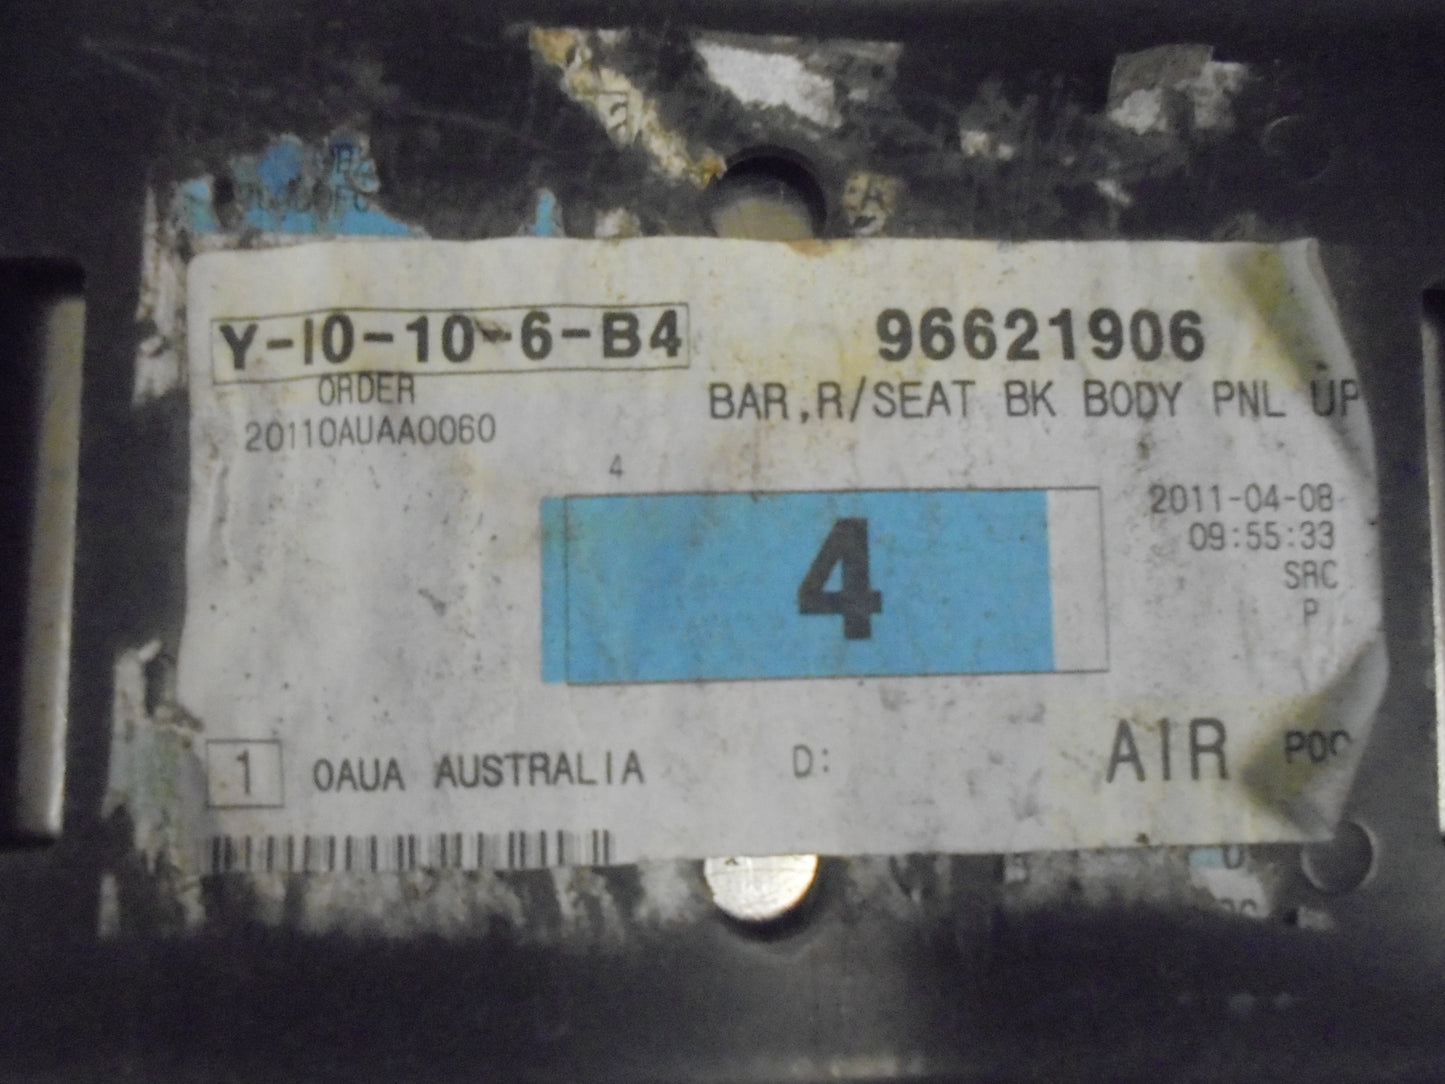 Y-10-10-6-B4
96621906
ORDER
BAR,R/SEAT BK BODY PNL UP
20110AUAA0060
4
2011-04-08
09:55:33
4
SRC
P
1 OAUA AUSTRALIA D: AIR